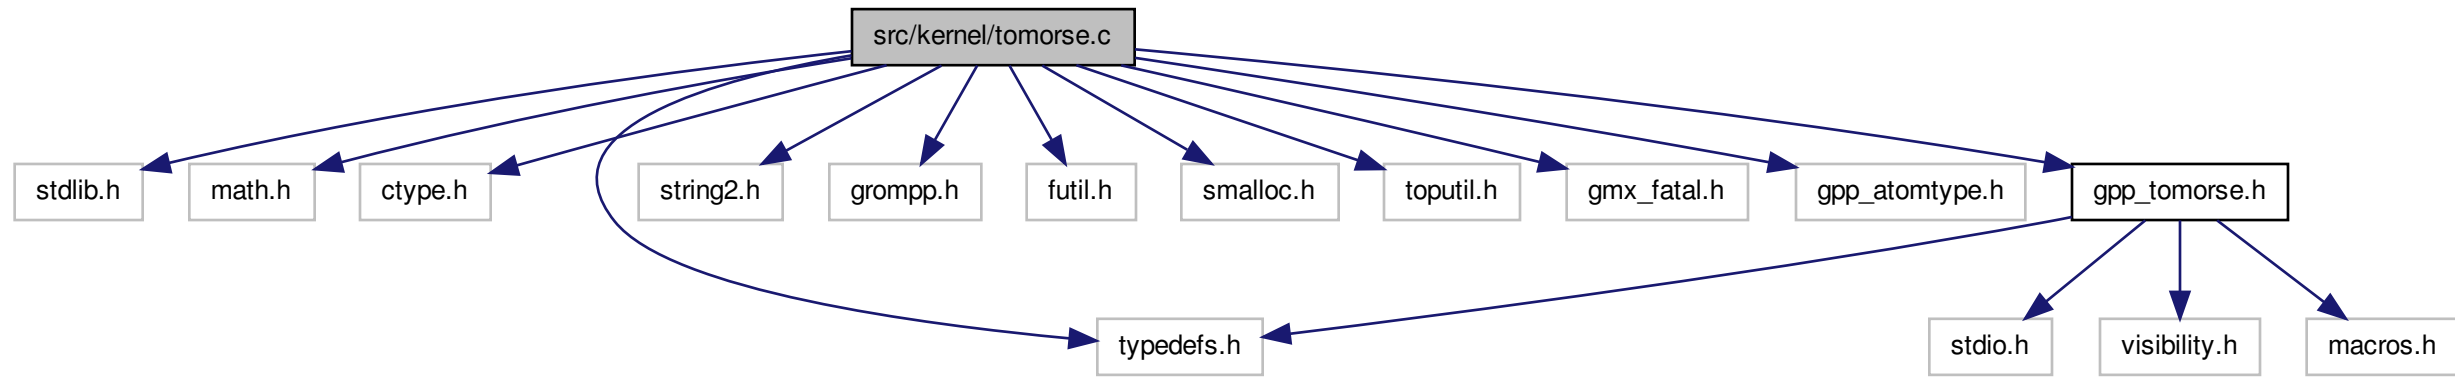 src/kernel/tomorse.c
stdlib.h
math.h
ctype.h
string2.h
grompp.h
futil.h
smalloc.h
toputil.h
gmx_fatal.h
gpp_atomtype.h
gpp_tomorse.h
typedefs.h
stdio.h
visibility.h
macros.h